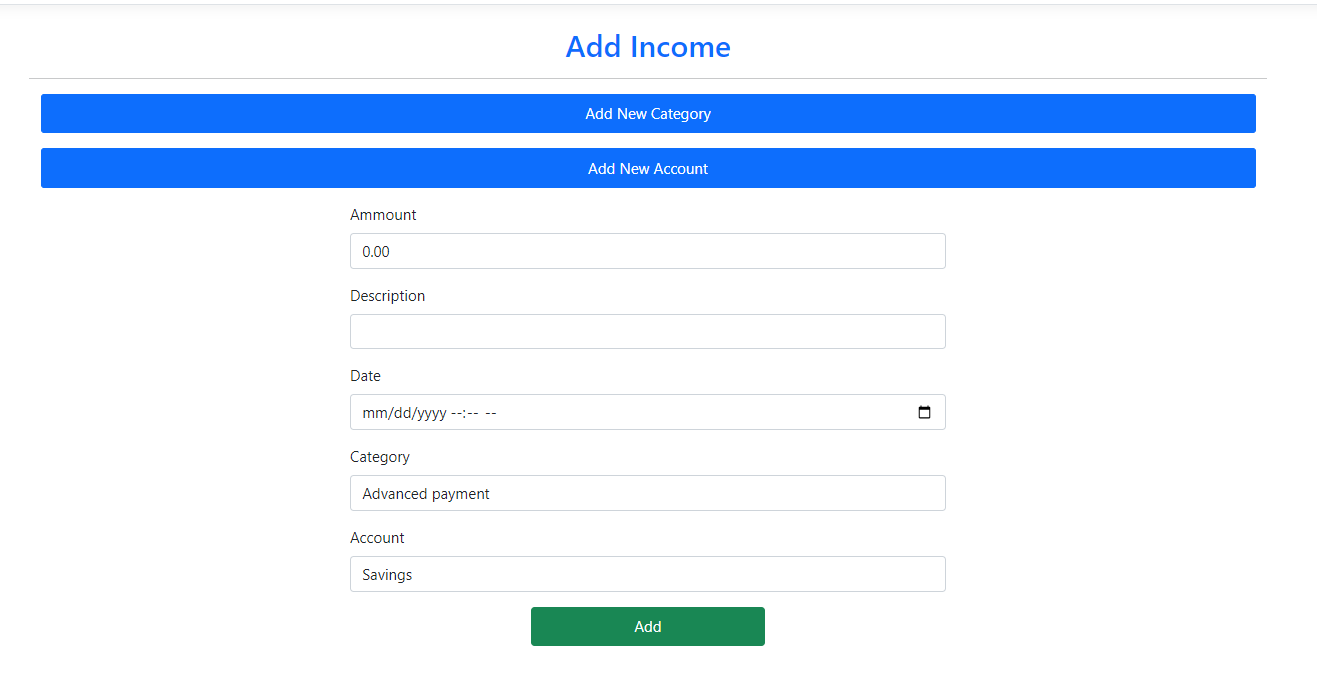 Add Income
Add New Category
Add New Account
Ammount
0.00
Description
Date
mm/dd/yyyy --:-- --
Category
Advanced payment
Account
Savings
Add